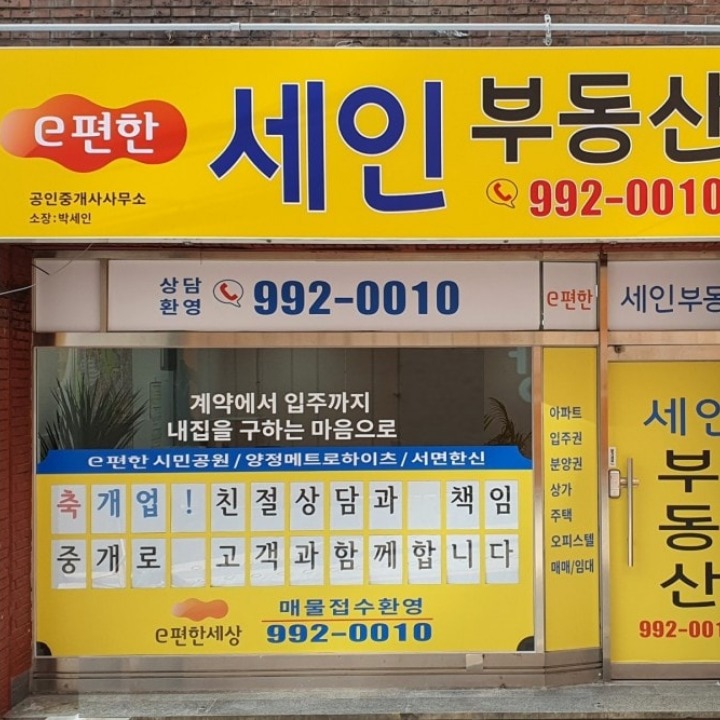 e편한
세인 부동산
992-0010
공인중개사사무소
소장:박세인
상담
환영
992-0010
e편한
세인부동
계약에서 입주까지
내집을 구하는 마음으로
e편한 시민공원/양정메트로하이츠/서면한신
축개업! 친절상담과 책임
중개로 고객과함께합니다
e편한세상
매물접수환영
992-0010
아파트
입주권
분양권
상가
주택
오피스텔
매매/임대
세인
부
동
산
992-001